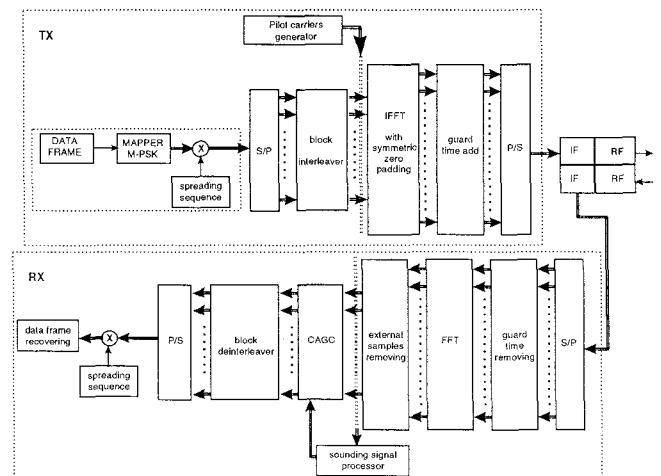 TX
Pilot carriers
generator
DATA
FRAME
MAPPER
M-PSK
X
spreading
sequence
S/P
block
interleaver
IFFT
with
symmetric
zero
padding
guard
time add
P/S
IF
RF
IF
RF
RX
data frame
recovering
X
spreading
sequence
P/S
block
deinterleaver
CAGC
external
samples
removing
FFT
guard
time
removing
S/P
sounding signal
processor